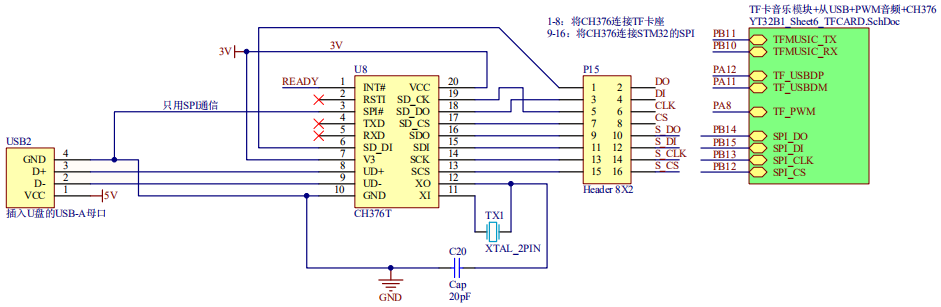 TF卡音乐模块+从USB+PWM音频+CH376
YT32B1_Sheet6_TFCARD.SchDoc
1-8：将CH376连接TF卡座
9-16：将CH376连接STM32的SPI
PB11 TFMUSIC_TX
PB10 TFMUSIC_RX
PA12 TF_USBDP
PA11 TF_USBDM
PA8 TF_PWM
PB14 SPI_DO
PB15 SPI_DI
PB13 SPI_CLK
PB12 SPI_CS
3V 3V
U8
READY 1 INT# VCC 20
2 RSTI SD_CK 19
只用SPI通信 3 SPI# SD_DO 18
4 TXD SD_CS 17
5 RXD SDO 16
6 SD_DI SDI 15
7 V3 SCK 14
8 UD+ SCS 13
9 UD- XO 12
10 GND XI 11
CH376T
P15
1 2 DO
3 4 DI
5 6 CLK
7 8 CS
9 10 S_DO
11 12 S_DI
13 14 S_CLK
15 16 S_CS
Header 8X2
USB2
GND 4
D+ 3
D- 2
VCC 1 5V
插入U盘的USB-A母口
TX1
XTAL_2PIN
C20
Cap
20pF
GND